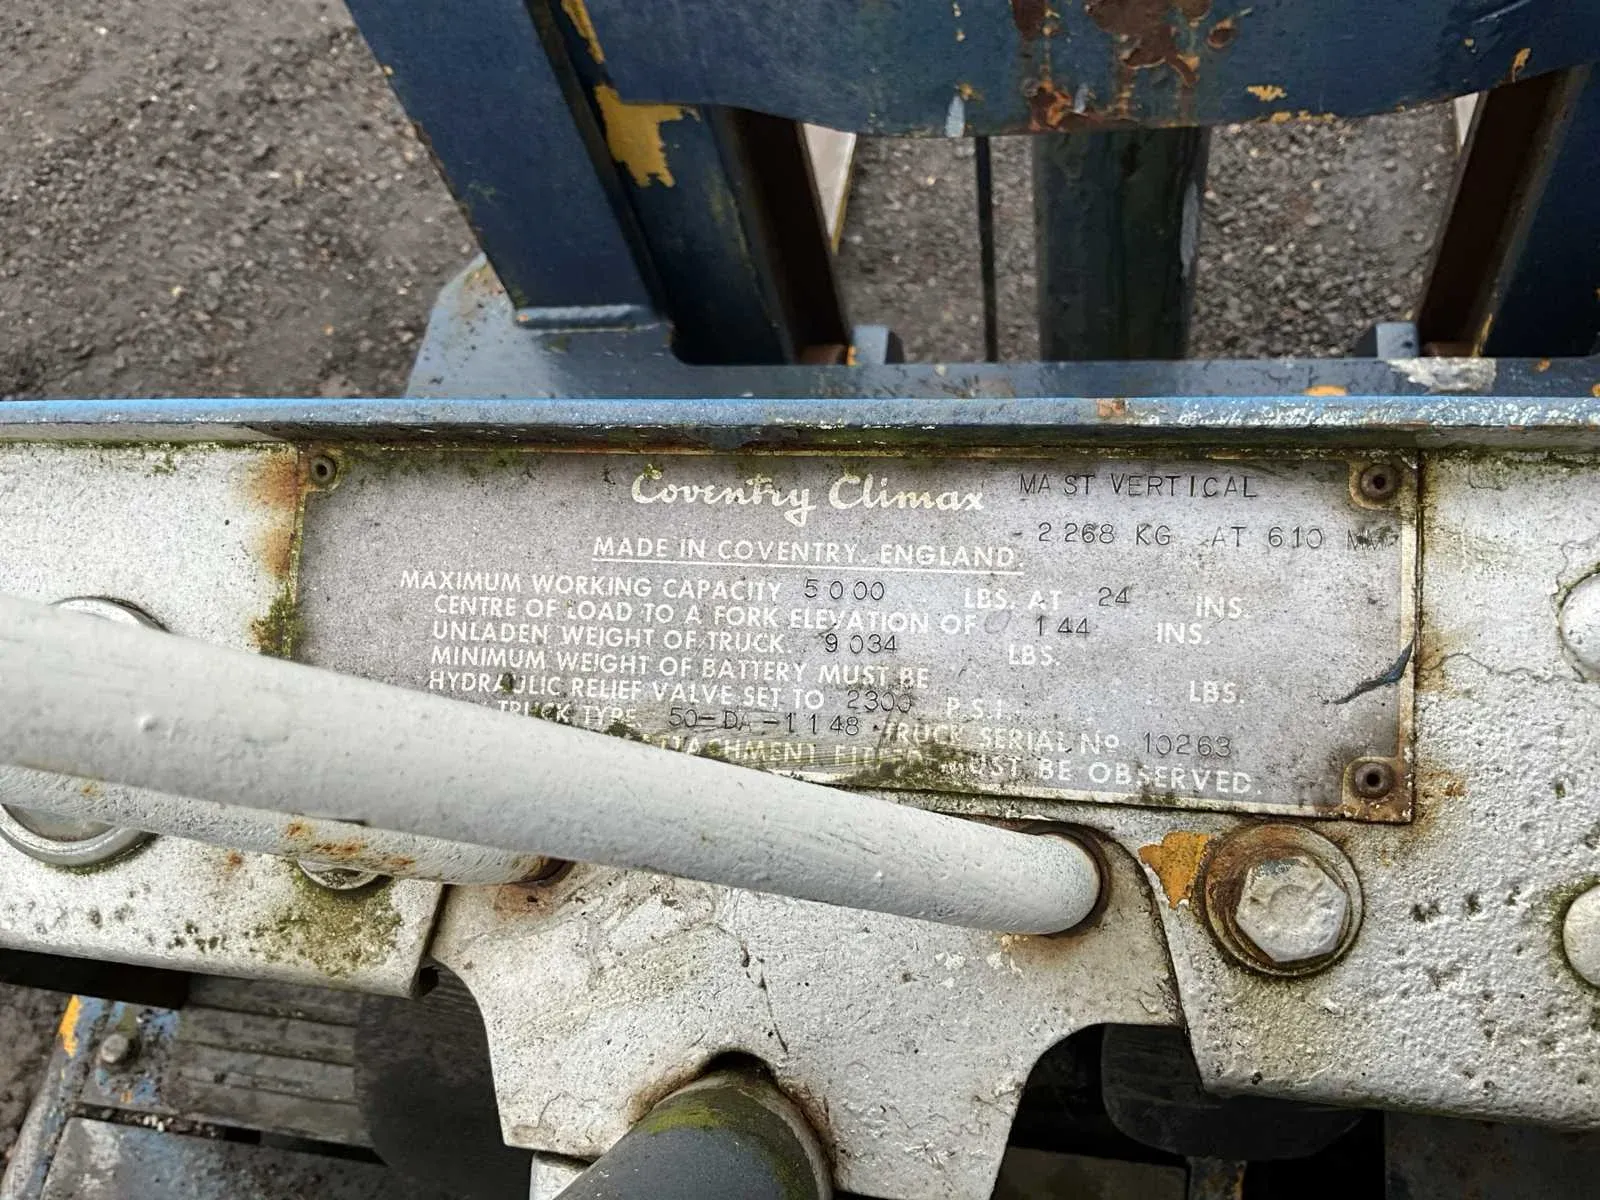 Coventry Climax MAST VERTICAL
2268 KG AT 610 MM
MADE IN COVENTRY. ENGLAND.
MAXIMUM WORKING CAPACITY 5000 LBS. AT 24 INS.
CENTRE OF LOAD TO A FORK ELEVATION OF 144 INS.
UNLADEN WEIGHT OF TRUCK. 9034 LBS.
MINIMUM WEIGHT OF BATTERY MUST BE LBS.
HYDRAULIC RELIEF VALVE SET TO 2300 P.S.I.
TRUCK TYPE 50-DA-1148 TRUCK SERIAL No 10263
ATTACHMENT MUST BE OBSERVED.